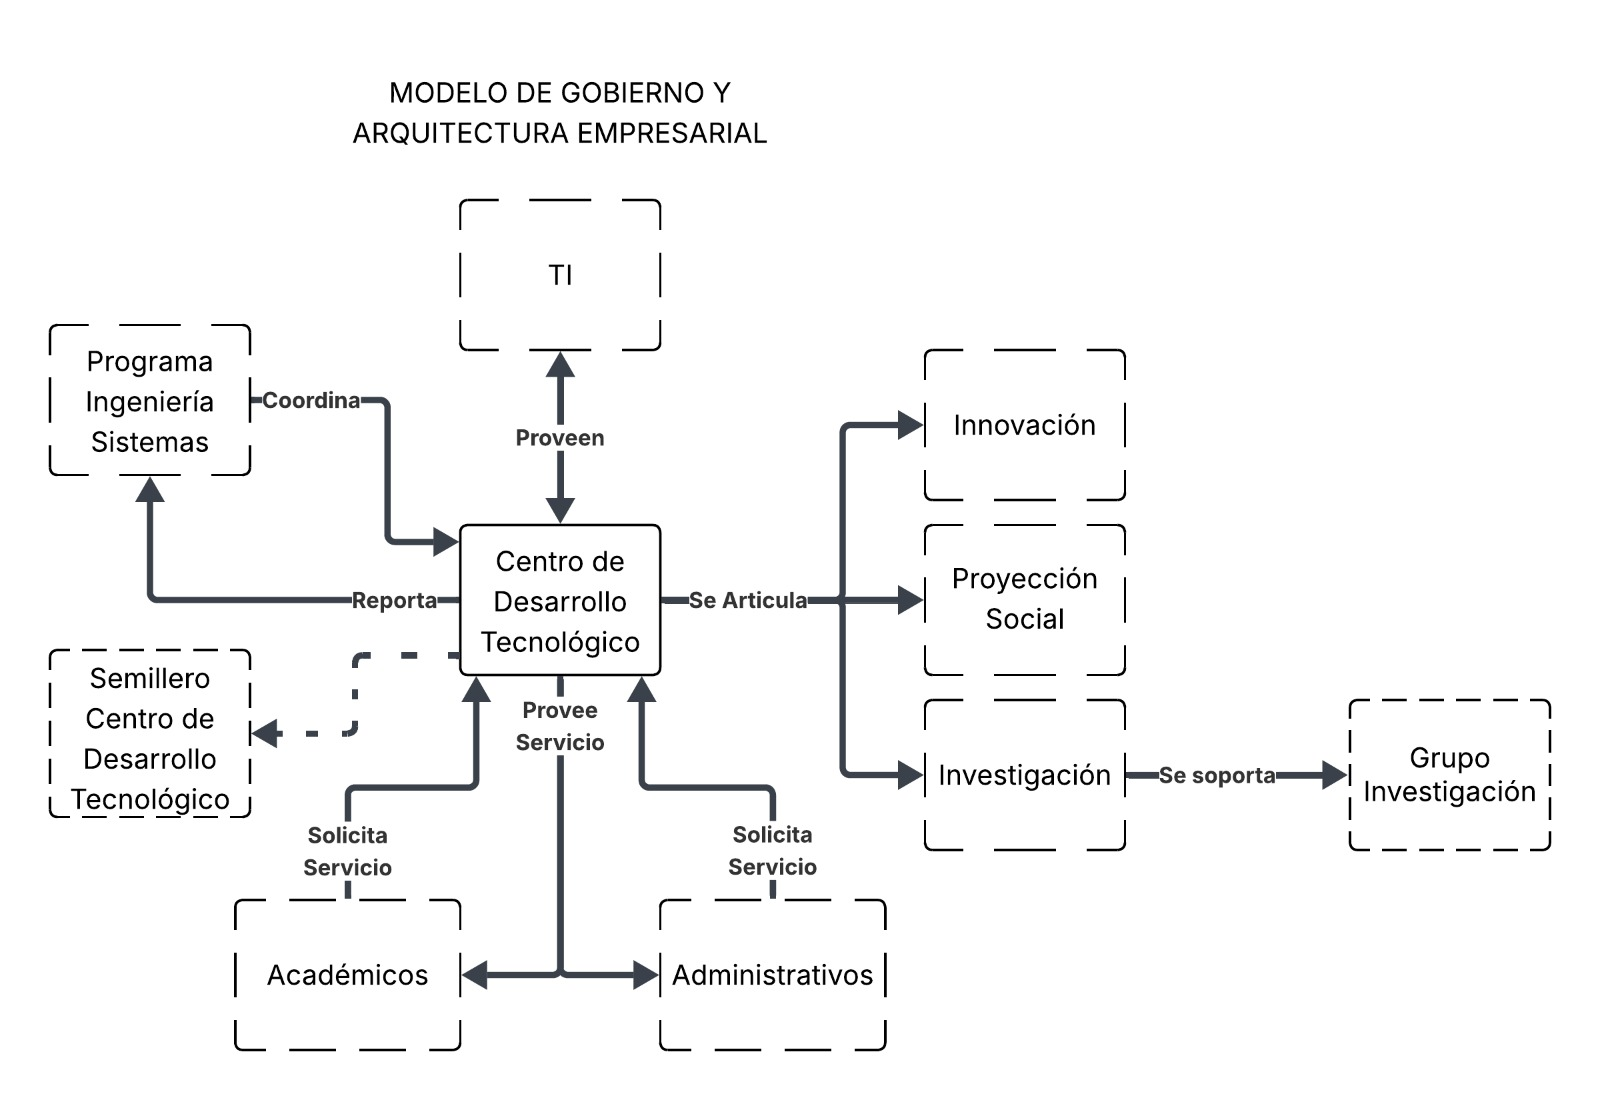 MODELO DE GOBIERNO Y
ARQUITECTURA EMPRESARIAL
TI
Programa
Ingeniería
Sistemas
Coordina
Proveen
Innovación
Centro de
Desarrollo
Tecnológico
Reporta
Se Articula
Proyección
Social
Semillero
Centro de
Desarrollo
Tecnológico
Provee
Servicio
Investigación
Se soporta
Grupo
Investigación
Solicita
Servicio
Solicita
Servicio
Académicos
Administrativos